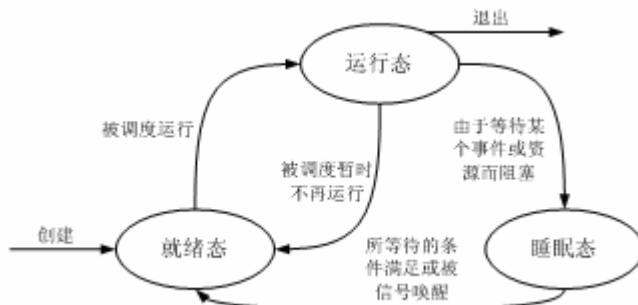 退出
运行态
被调度运行
由于等待某
个事件或资
源而阻塞
被调度暂时
不再运行
创建
就绪态
所等待的条
件满足或被
信号唤醒
睡眠态